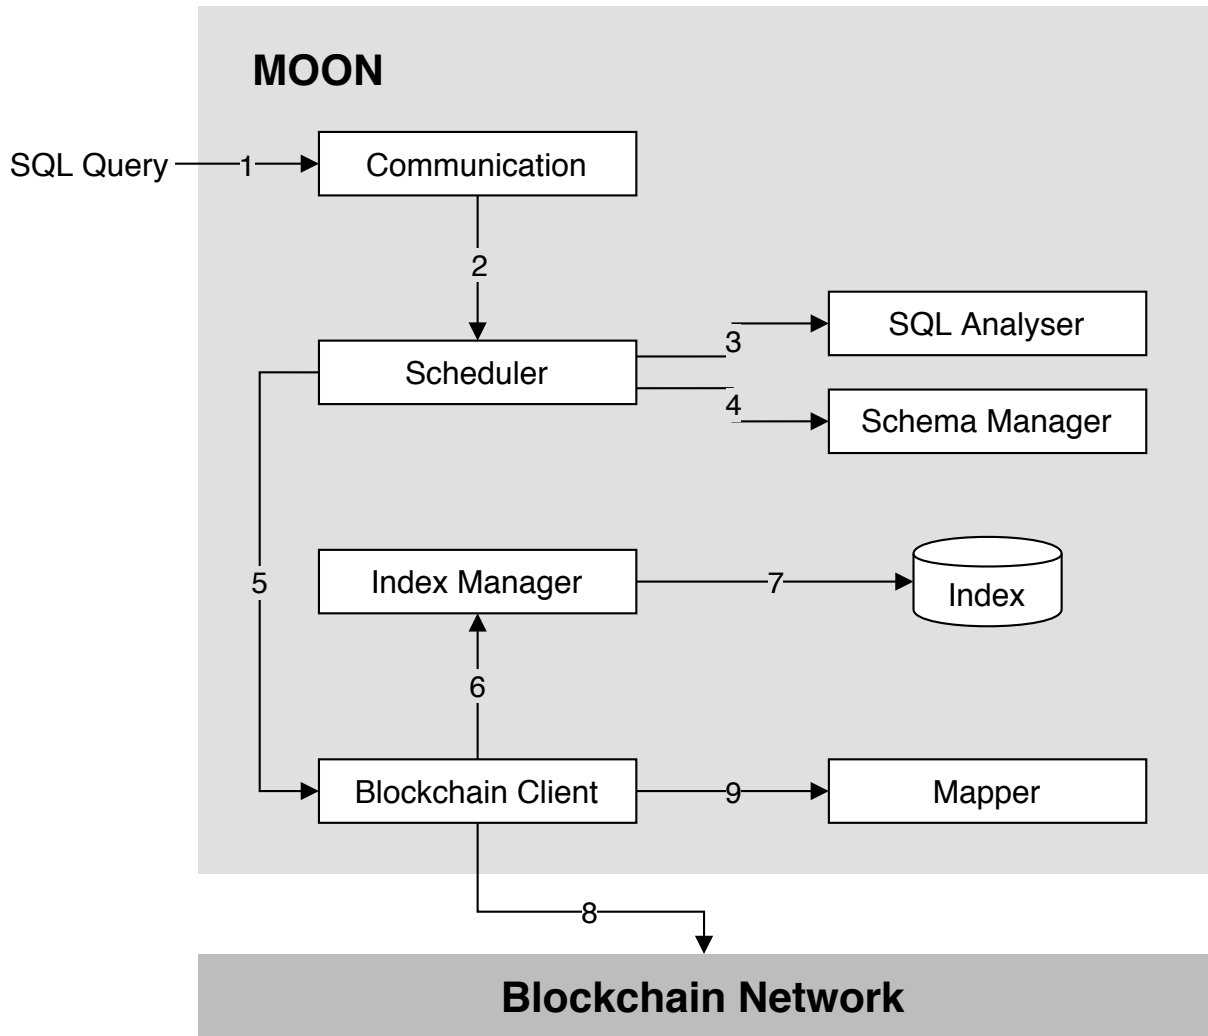 MOON
SQL Query
1
Communication
2
SQL Analyser
3
Scheduler
4
Schema Manager
5
Index Manager
7
Index
6
Blockchain Client
9
Mapper
8
Blockchain Network